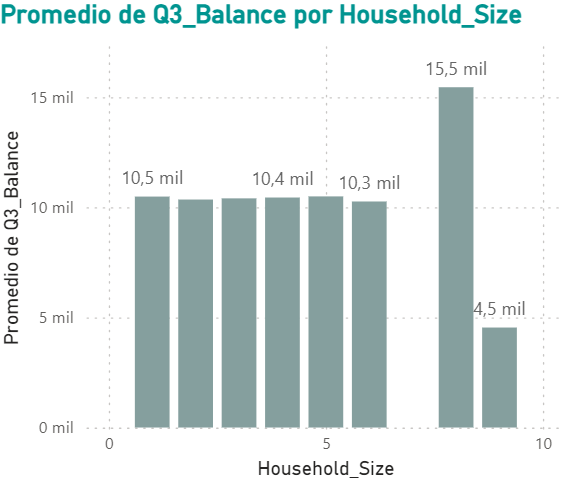 Promedio de Q3_Balance por Household_Size
15,5 mil
15 mil
10,5 mil
10,4 mil
10,3 mil
10 mil
Promedio de Q3_Balance
5 mil
4,5 mil
0 mil
0
5
10
Household_Size